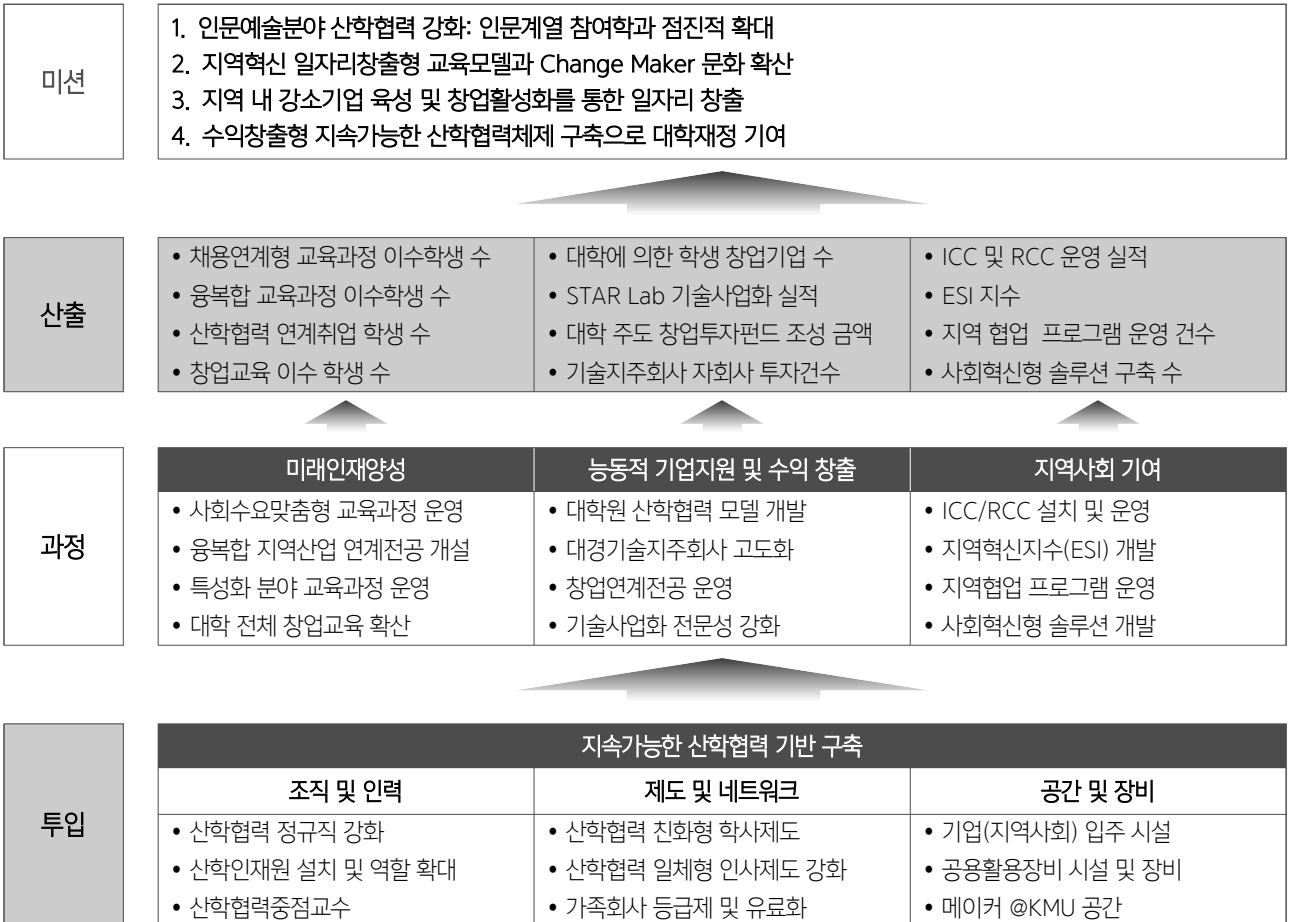 미션
1. 인문예술분야 산학협력 강화: 인문계열 참여학과 점진적 확대
2. 지역혁신 일자리창출형 교육모델과 Change Maker 문화 확산
3. 지역 내 강소기업 육성 및 창업활성화를 통한 일자리 창출
4. 수익창출형 지속가능한 산학협력체제 구축으로 대학재정 기여
산출
• 채용연계형 교육과정 이수학생 수
• 융복합 교육과정 이수학생 수
• 산학협력 연계취업 학생 수
• 창업교육 이수 학생 수
• 대학에 의한 학생 창업기업 수
• STAR Lab 기술사업화 실적
• 대학 주도 창업투자펀드 조성 금액
• 기술지주회사 자회사 투자건수
• ICC 및 RCC 운영 실적
• ESI 지수
• 지역 협업 프로그램 운영 건수
• 사회혁신형 솔루션 구축 수
과정
미래인재양성
• 사회수요맞춤형 교육과정 운영
• 융복합 지역산업 연계전공 개설
• 특성화 분야 교육과정 운영
• 대학 전체 창업교육 확산
능동적 기업지원 및 수익 창출
• 대학원 산학협력 모델 개발
• 대경기술지주회사 고도화
• 창업연계전공 운영
• 기술사업화 전문성 강화
지역사회 기여
• ICC/RCC 설치 및 운영
• 지역혁신지수(ESI) 개발
• 지역협업 프로그램 운영
• 사회혁신형 솔루션 개발
투입
지속가능한 산학협력 기반 구축
조직 및 인력
• 산학협력 정규직 강화
• 산학인재원 설치 및 역할 확대
• 산학협력중점교수
제도 및 네트워크
• 산학협력 친화형 학사제도
• 산학협력 일체형 인사제도 강화
• 가족회사 등급제 및 유료화
공간 및 장비
• 기업(지역사회) 입주 시설
• 공용활용장비 시설 및 장비
• 메이커 @KMU 공간